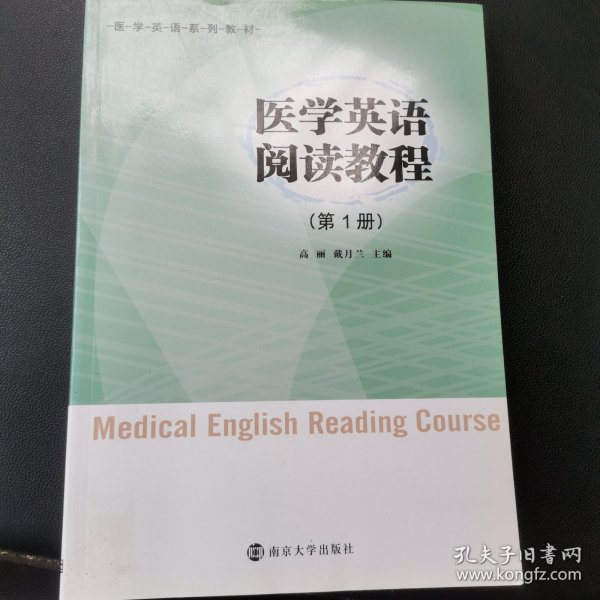 -医-学-英-语-系-列-教-材-
医学英语
阅读教程
(第1册)
高 丽 戴月兰 主编
Medical English Reading Course
南京大学出版社
孔夫子旧书网
www.kongfz.com